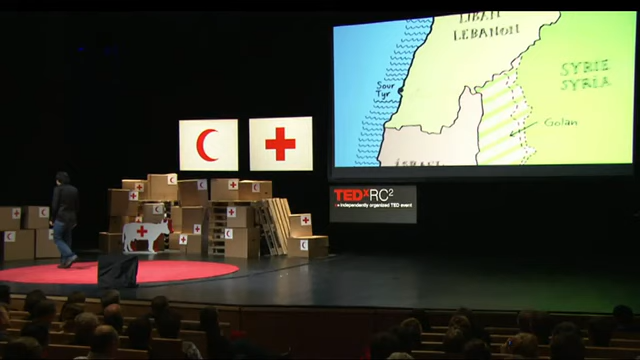 LIBAN
LEBANON
SYRIE
SYRIA
Sour
Tyr
Golan
ISRAEL
TEDxRC²
x=independently organized TED event